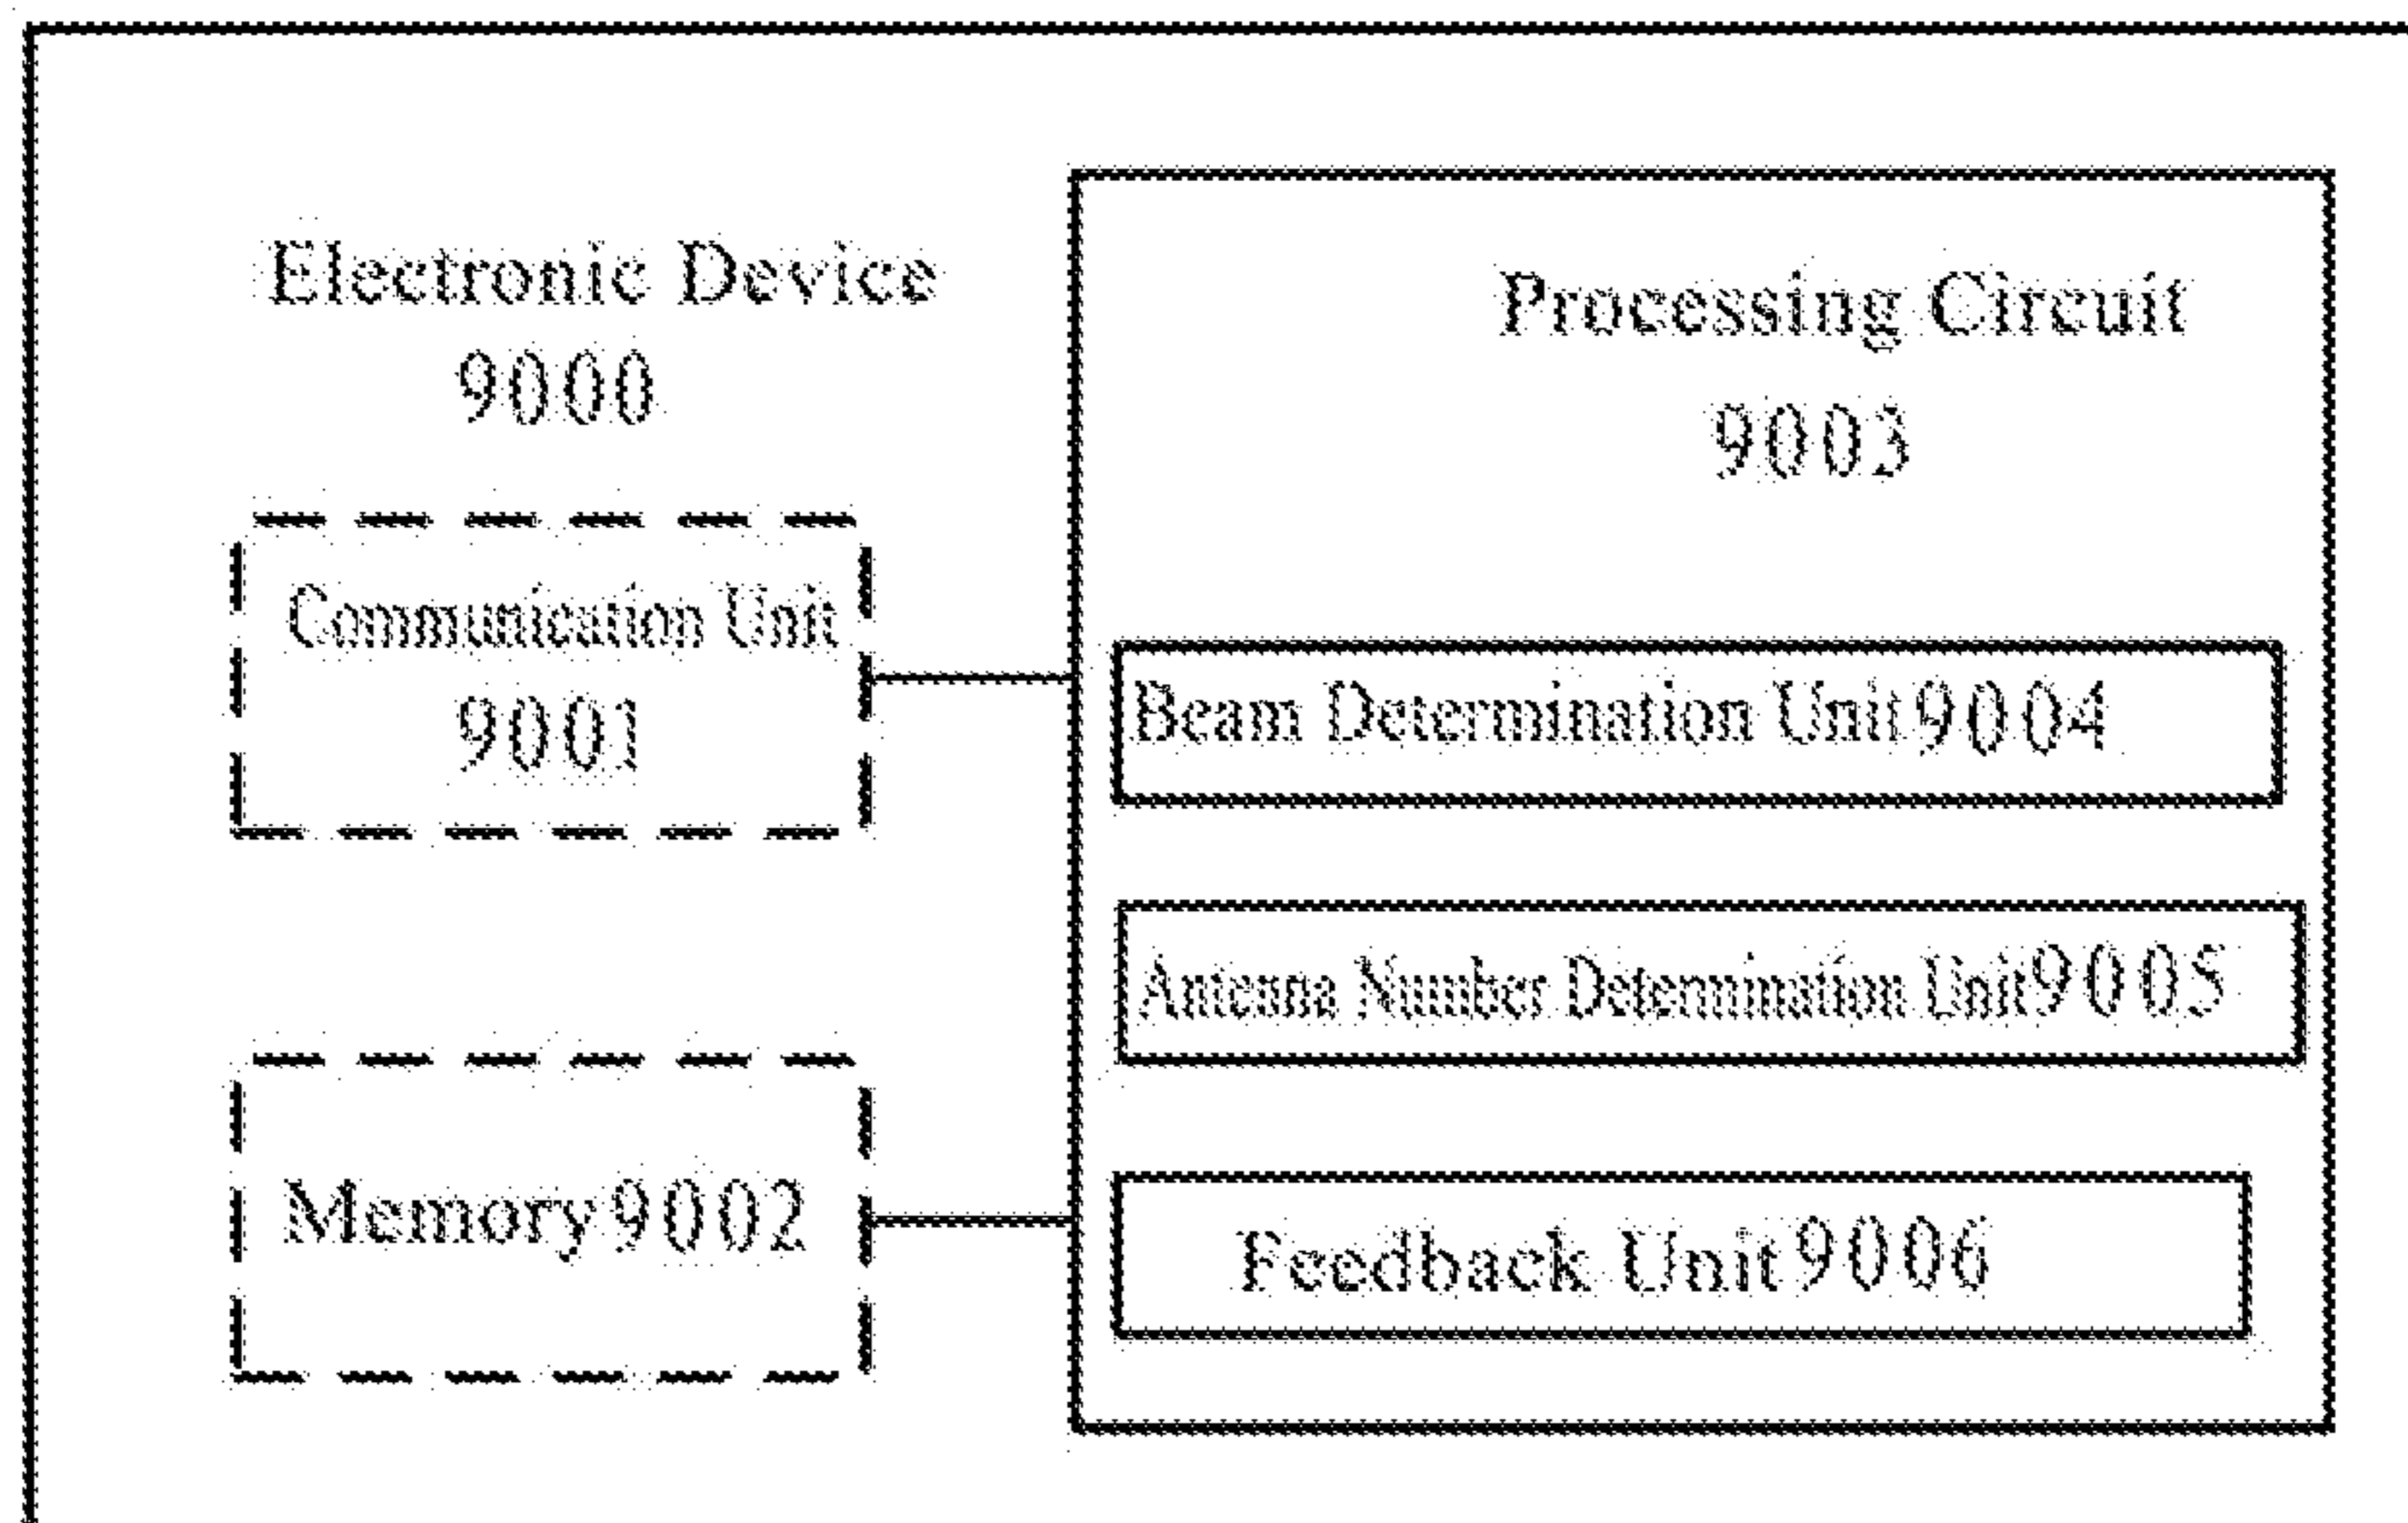 Electronic Device
9000
Communication Unit
9001
Memory 9002
Processing Circuit
9003
Beam Determination Unit 9004
Antenna Number Determination Unit 9005
Feedback Unit 9006